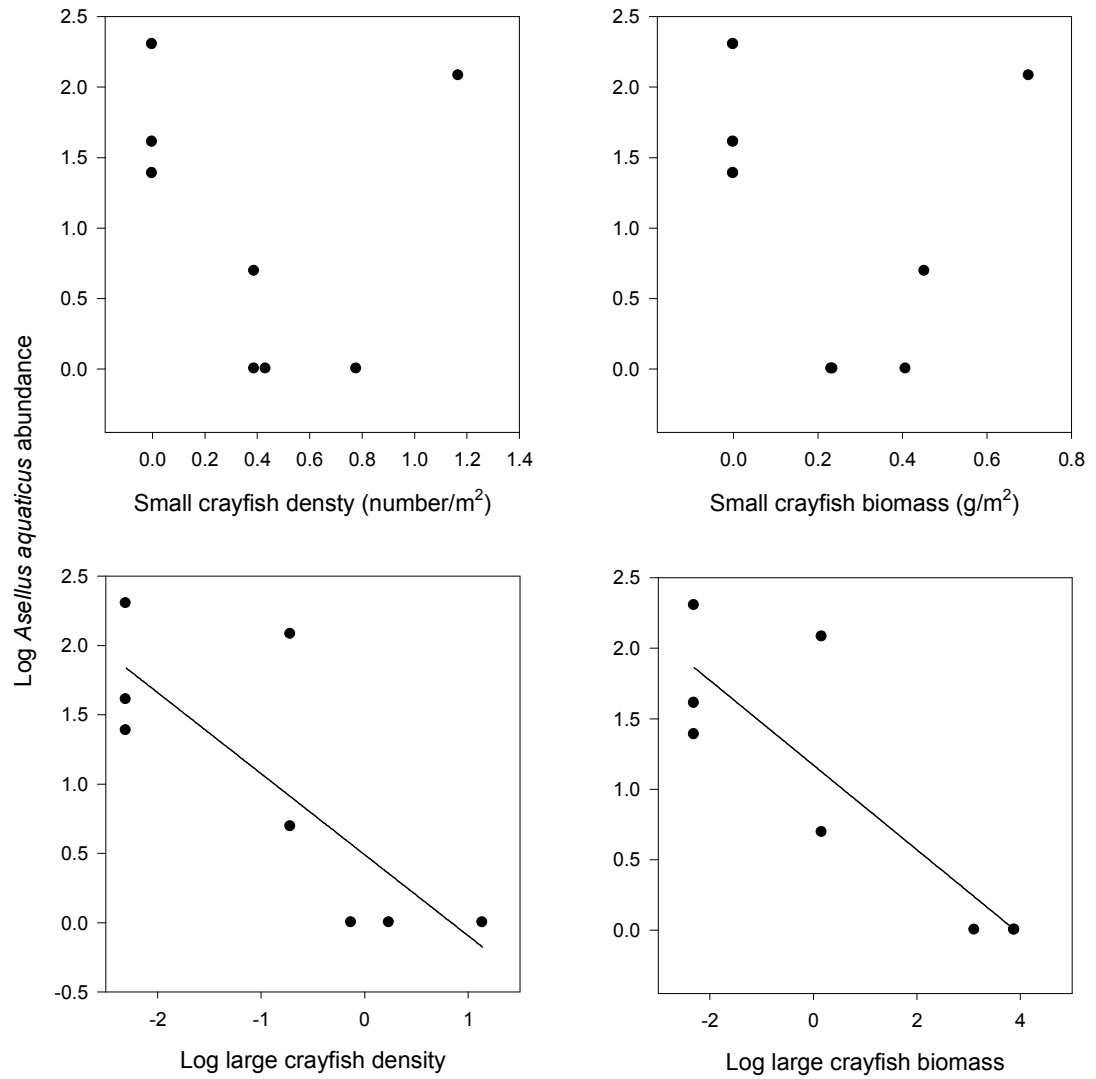 Log Asellus aquaticus abundance
2.5
2.0
1.5
1.0
0.5
0.0
0.0 0.2 0.4 0.6 0.8 1.0 1.2 1.4
Small crayfish densty (number/m²)
2.5
2.0
1.5
1.0
0.5
0.0
0.0 0.2 0.4 0.6 0.8
Small crayfish biomass (g/m²)
2.5
2.0
1.5
1.0
0.5
0.0
-0.5
-2 -1 0 1
Log large crayfish density
2.5
2.0
1.5
1.0
0.5
0.0
-2 0 2 4
Log large crayfish biomass